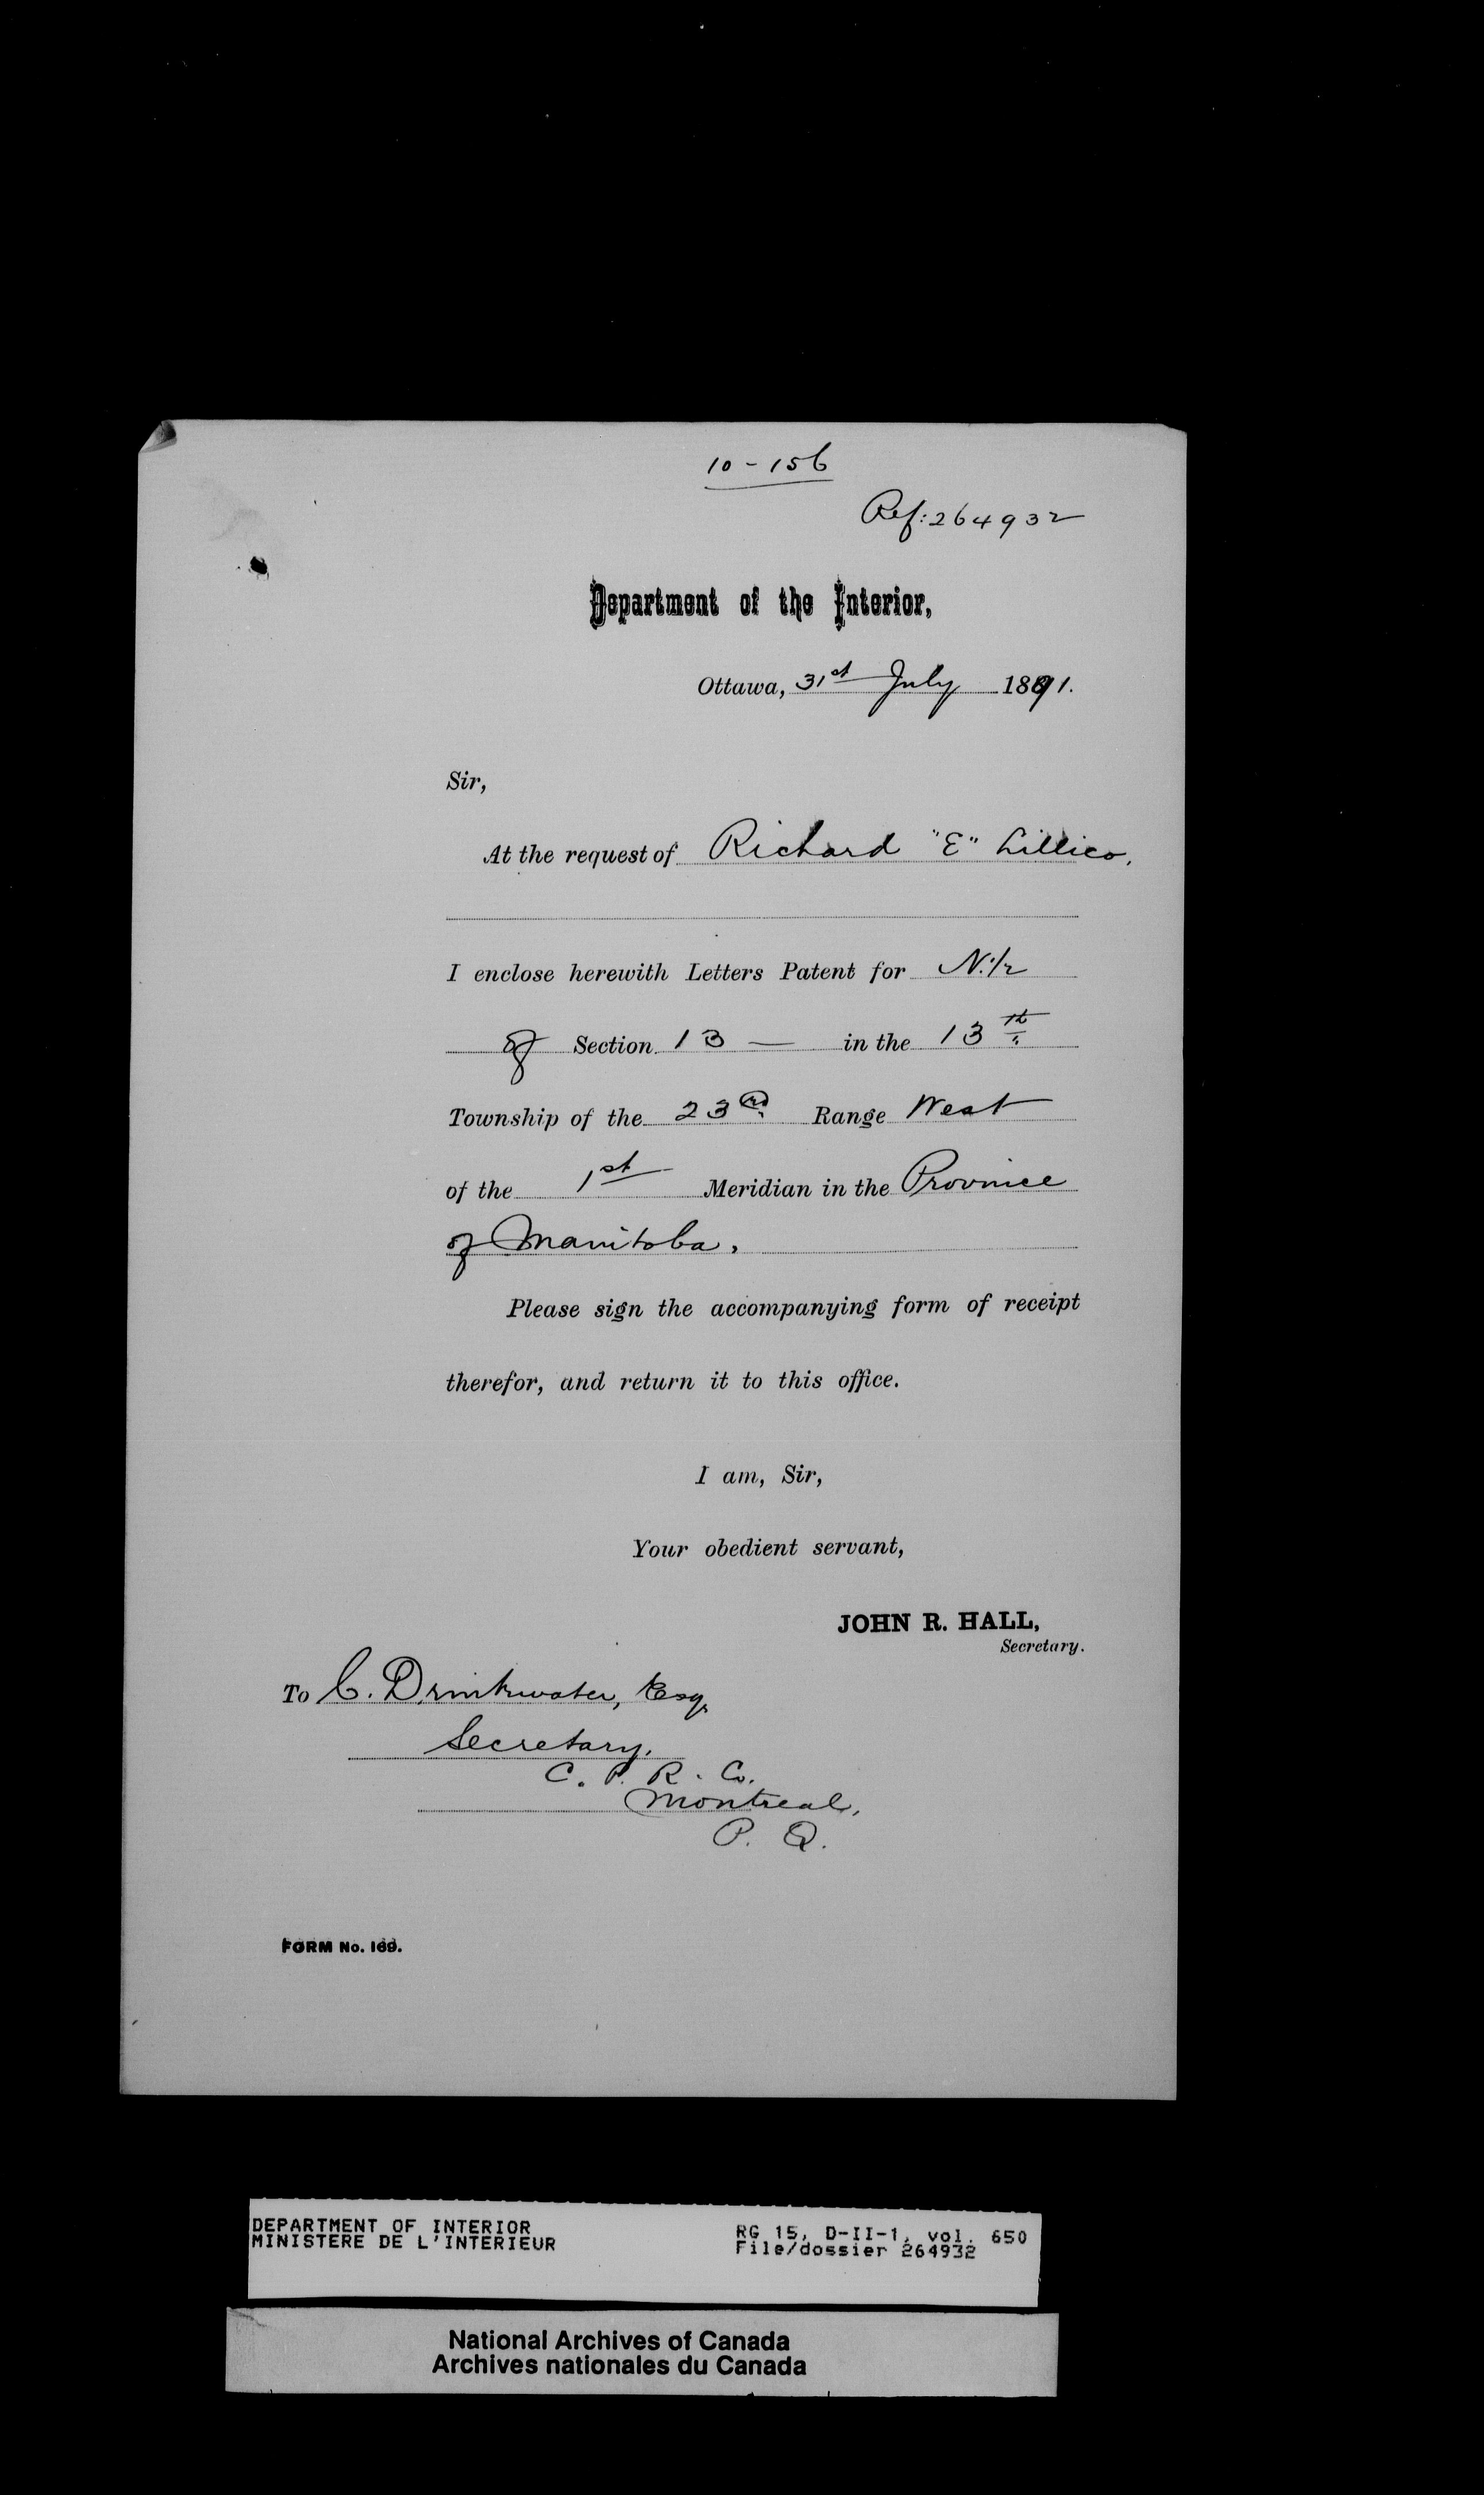 10-156
Ref: 264932
Department of the Interior,
Ottawa, 31st July 1891.
Sir,
At the request of Richard "E" Lillico,
I enclose herewith Letters Patent for N.1/2
of Section 13 — in the 13th
Township of the 23rd Range West
of the 1st Meridian in the Province
of Manitoba.
Please sign the accompanying form of receipt
therefor, and return it to this office.
I am, Sir,
Your obedient servant,
JOHN R. HALL,
Secretary.
To C. Drinkwater, Esq,
Secretary,
C. P. R. Co.
Montreal,
P. Q.
FORM No. 169.
DEPARTMENT OF INTERIOR
MINISTERE DE L'INTERIEUR
RG 15, D-II-1, vol. 650
File/dossier 264932
National Archives of Canada
Archives nationales du Canada